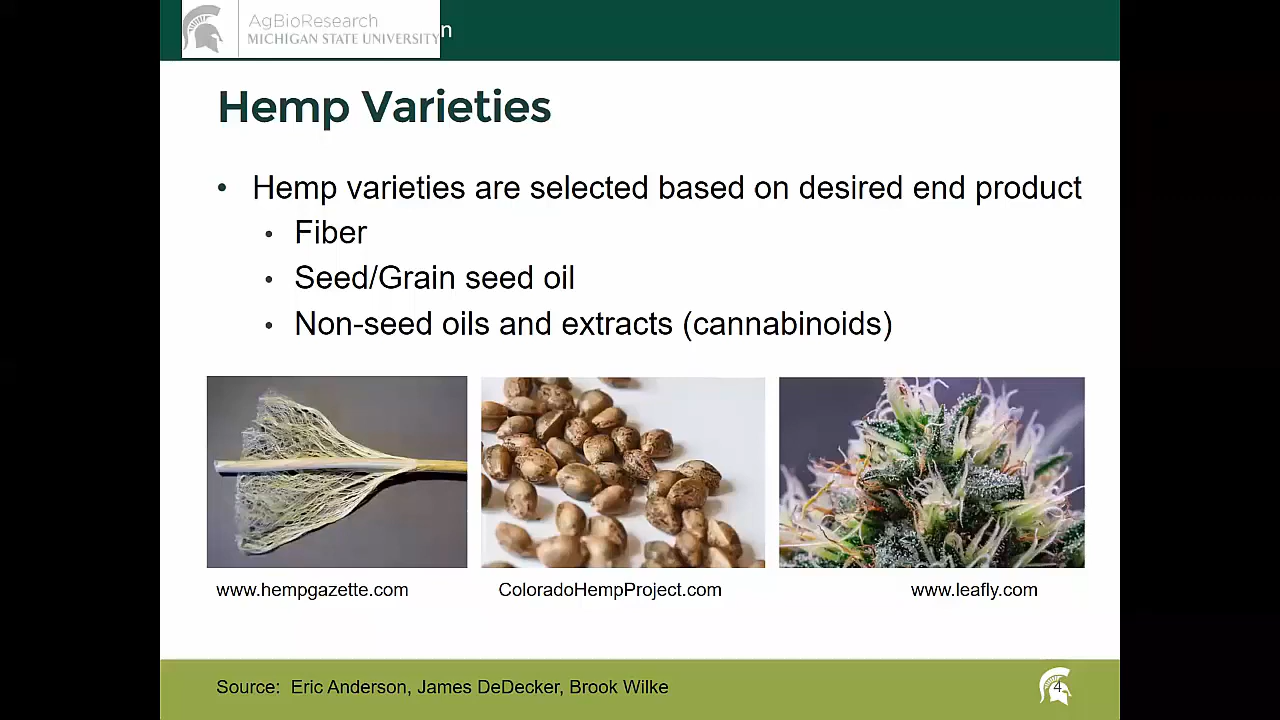 AgBioResearch
MICHIGAN STATE UNIVERSITY
Hemp Varieties
• Hemp varieties are selected based on desired end product
• Fiber
• Seed/Grain seed oil
• Non-seed oils and extracts (cannabinoids)
www.hempgazette.com ColoradoHempProject.com www.leafly.com
Source: Eric Anderson, James DeDecker, Brook Wilke
4